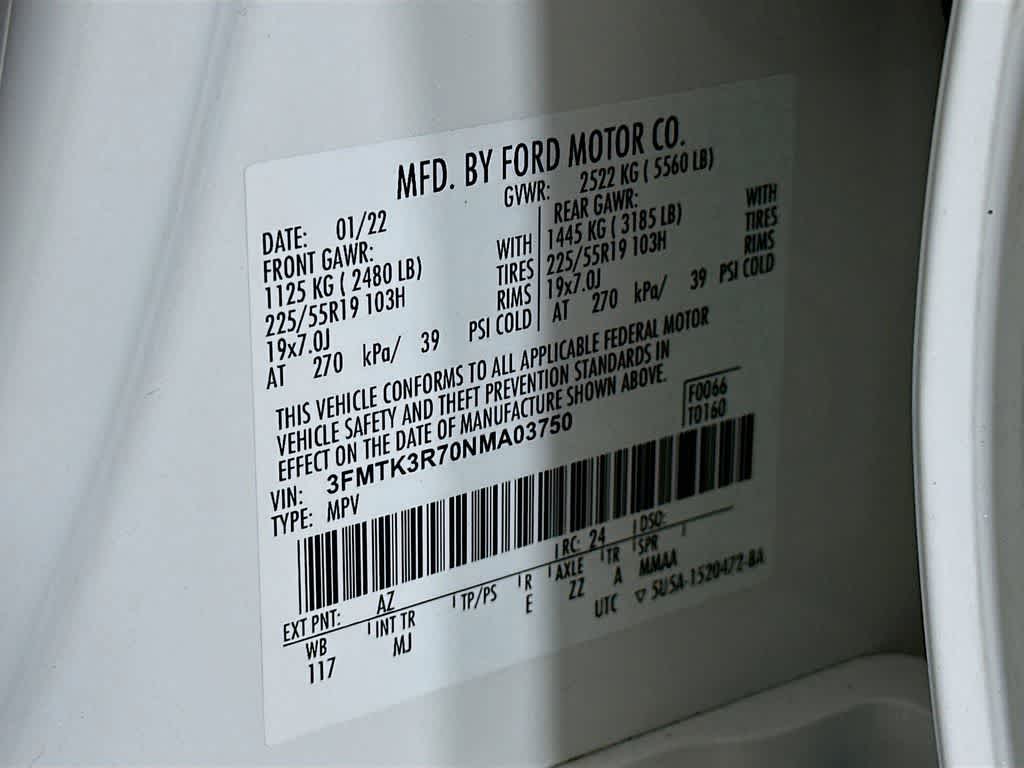 MFD. BY FORD MOTOR CO.
DATE: 01/22
GVWR: 2522 KG ( 5560 LB)
FRONT GAWR:
1125 KG ( 2480 LB) WITH
225/55R19 103H TIRES
19x7.0J RIMS
AT 270 kPa/ 39 PSI COLD
REAR GAWR:
1445 KG ( 3185 LB) WITH
225/55R19 103H TIRES
19x7.0J RIMS
AT 270 kPa/ 39 PSI COLD
THIS VEHICLE CONFORMS TO ALL APPLICABLE FEDERAL MOTOR
VEHICLE SAFETY AND THEFT PREVENTION STANDARDS IN
EFFECT ON THE DATE OF MANUFACTURE SHOWN ABOVE.
VIN: 3FMTK3R70NMA03750
TYPE: MPV
F0066
T0160
EXT PNT: AZ RC: 24 DSO:
WB INT TR TP/PS R AXLE TR SPR
117 MJ E ZZ A MMAA
UTC ▽ 5USA-1520472-BA